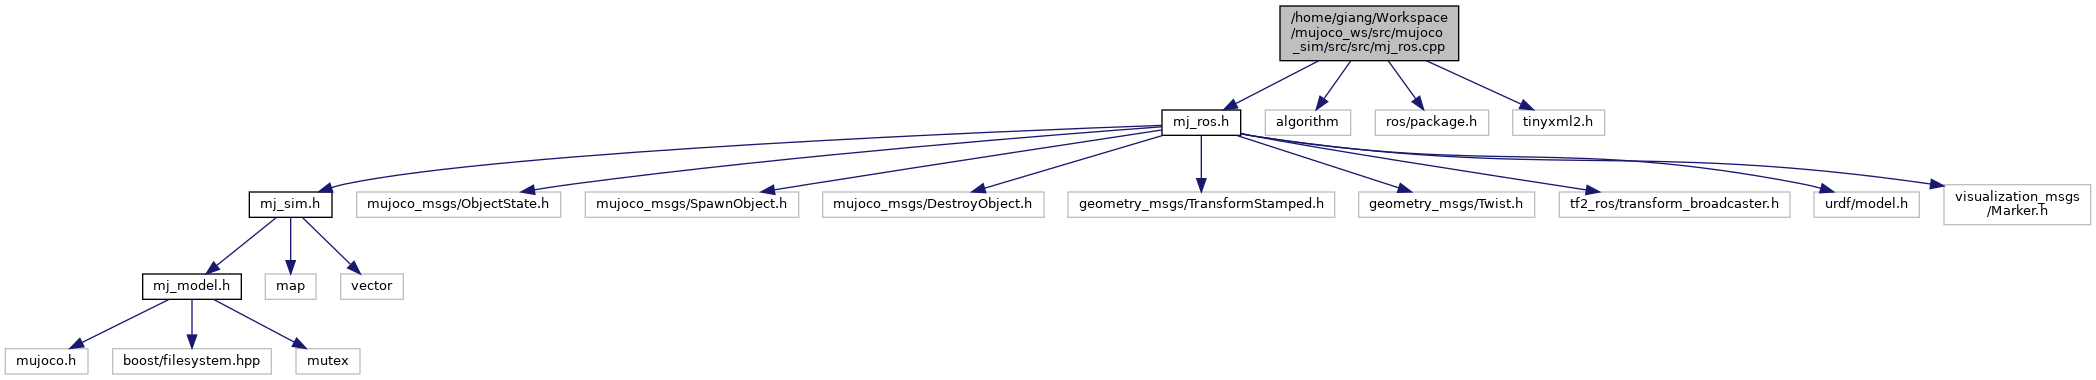 /home/giang/Workspace
/mujoco_ws/src/mujoco
_sim/src/src/mj_ros.cpp
mj_ros.h
algorithm
ros/package.h
tinyxml2.h
mj_sim.h
mujoco_msgs/ObjectState.h
mujoco_msgs/SpawnObject.h
mujoco_msgs/DestroyObject.h
geometry_msgs/TransformStamped.h
geometry_msgs/Twist.h
tf2_ros/transform_broadcaster.h
urdf/model.h
visualization_msgs
/Marker.h
mj_model.h
map
vector
mujoco.h
boost/filesystem.hpp
mutex